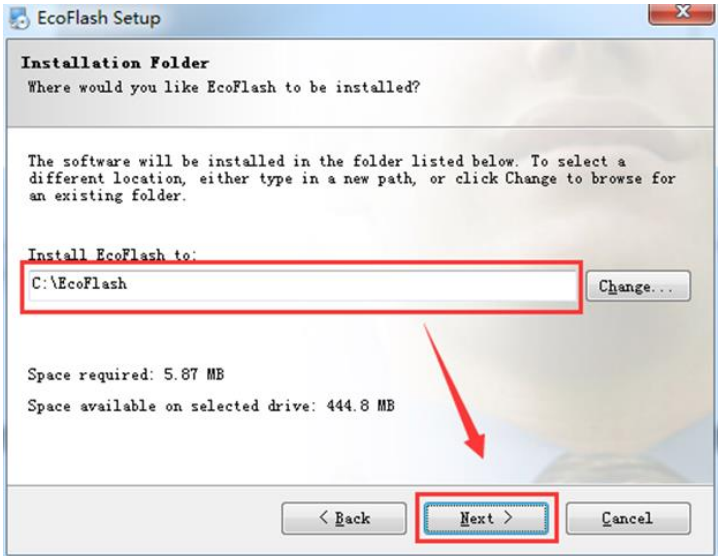 EcoFlash Setup
Installation Folder
Where would you like EcoFlash to be installed?
The software will be installed in the folder listed below. To select a
different location, either type in a new path, or click Change to browse for
an existing folder.
Install EcoFlash to:
C:\EcoFlash
Change...
Space required: 5.87 MB
Space available on selected drive: 444.8 MB
< Back
Next >
Cancel